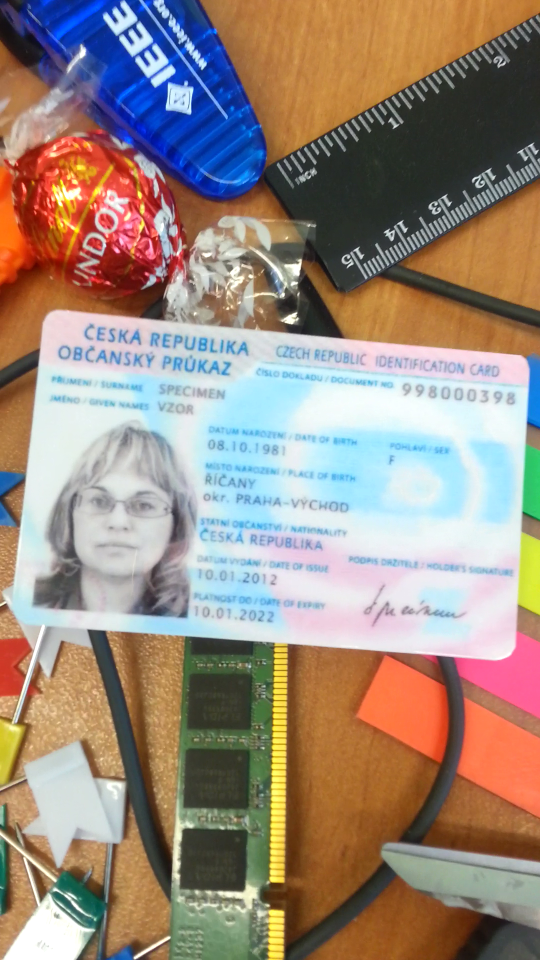 IEEE
www.ieee.org
2
1
INCH
11
12
13
14
15
LINDOR
ČESKÁ REPUBLIKA
OBČANSKÝ PRŮKAZ
CZECH REPUBLIC IDENTIFICATION CARD
ČÍSLO DOKLADU / DOCUMENT NO.
998000398
PŘÍJMENÍ / SURNAME SPECIMEN
JMÉNO / GIVEN NAMES VZOR
DATUM NAROZENÍ / DATE OF BIRTH
08.10.1981
POHLAVÍ / SEX
F
MÍSTO NAROZENÍ / PLACE OF BIRTH
ŘÍČANY
okr. PRAHA-VÝCHOD
STÁTNÍ OBČANSTVÍ / NATIONALITY
ČESKÁ REPUBLIKA
DATUM VYDÁNÍ / DATE OF ISSUE
10.01.2012
PODPIS DRŽITELE / HOLDER'S SIGNATURE
PLATNOST DO / DATE OF EXPIRY
10.01.2022
Specimen